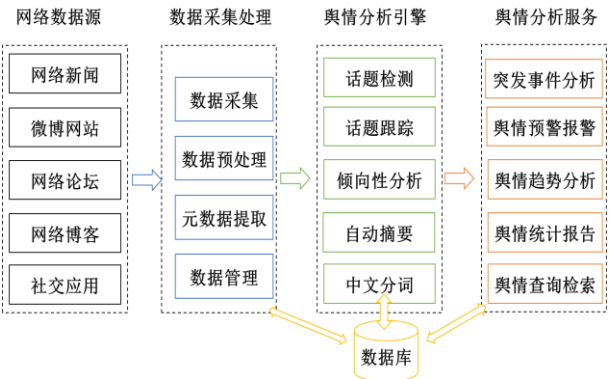 网络数据源
数据采集处理
舆情分析引擎
舆情分析服务
网络新闻
微博网站
网络论坛
网络博客
社交应用
数据采集
数据预处理
元数据提取
数据管理
话题检测
话题跟踪
倾向性分析
自动摘要
中文分词
突发事件分析
舆情预警报警
舆情趋势分析
舆情统计报告
舆情查询检索
数据库